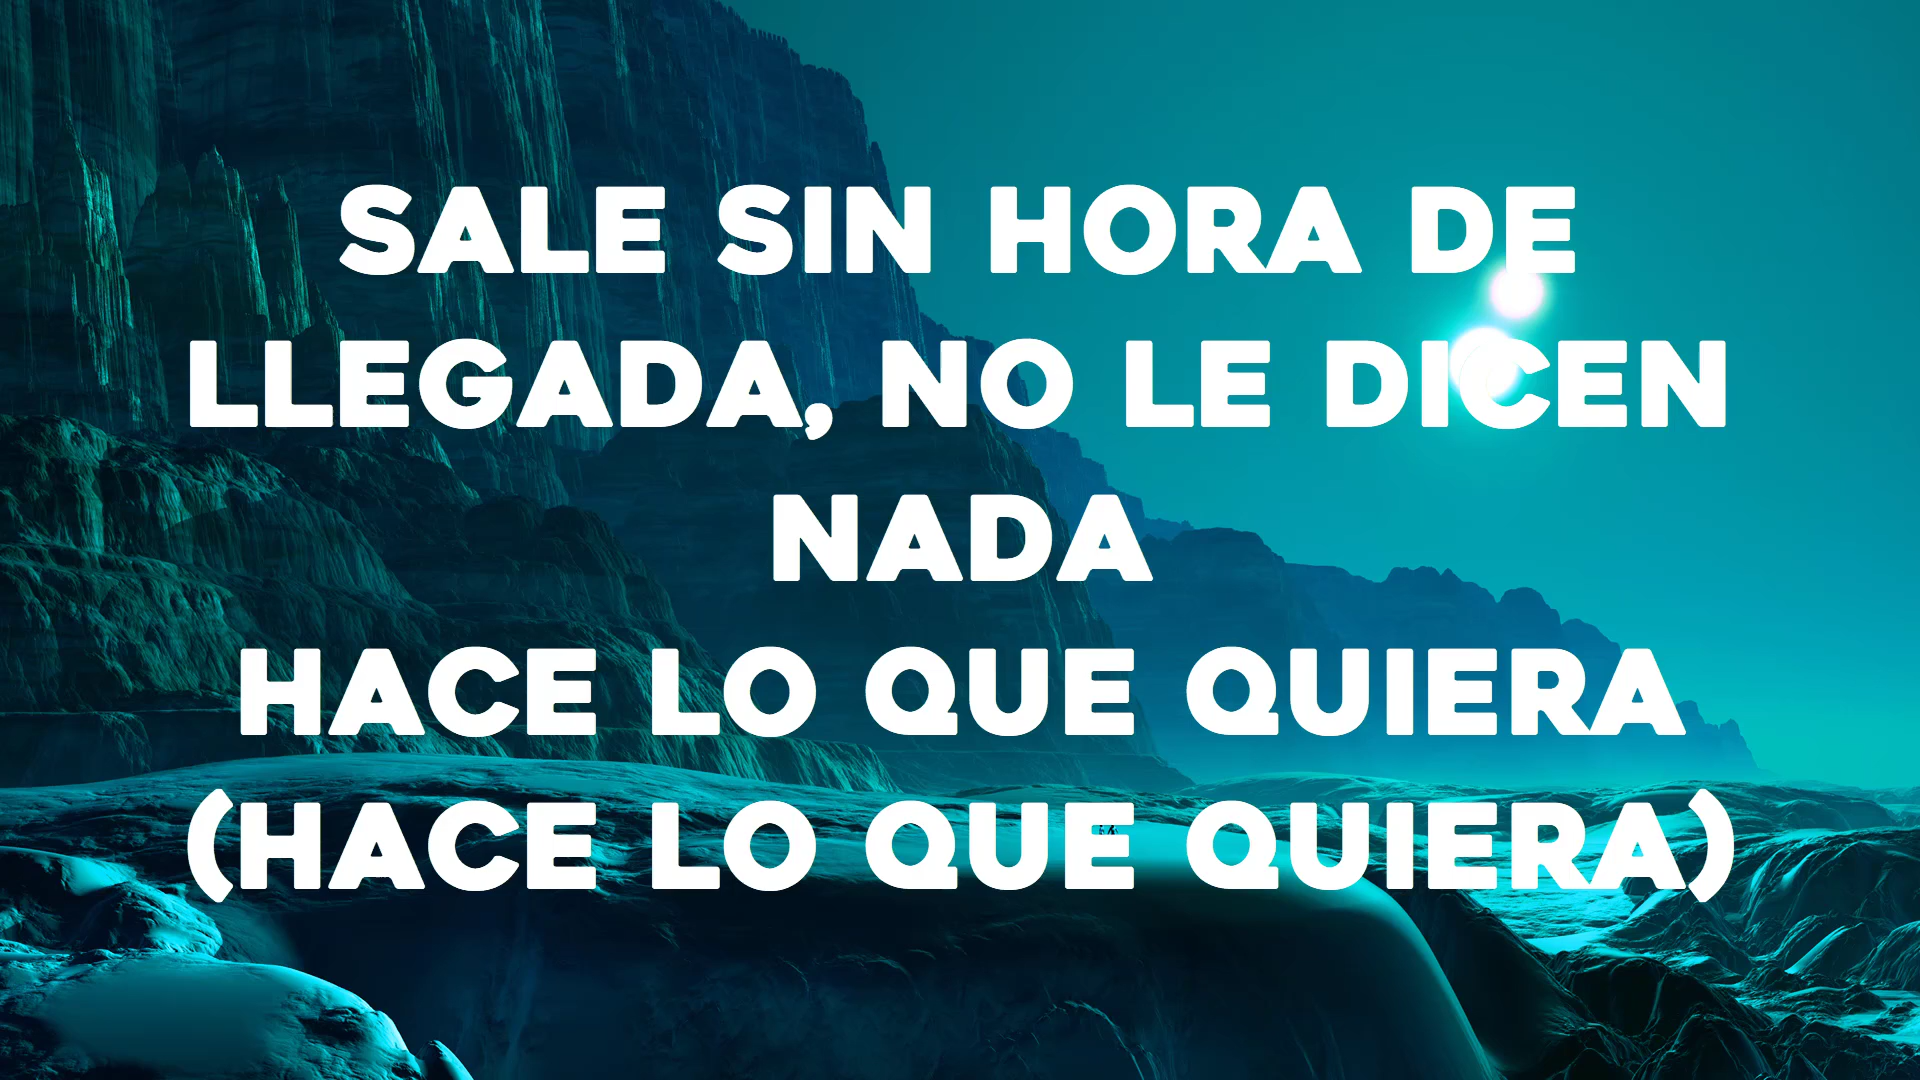 SALE SIN HORA DE
LLEGADA, NO LE DICEN
NADA
HACE LO QUE QUIERA
(HACE LO QUE QUIERA)